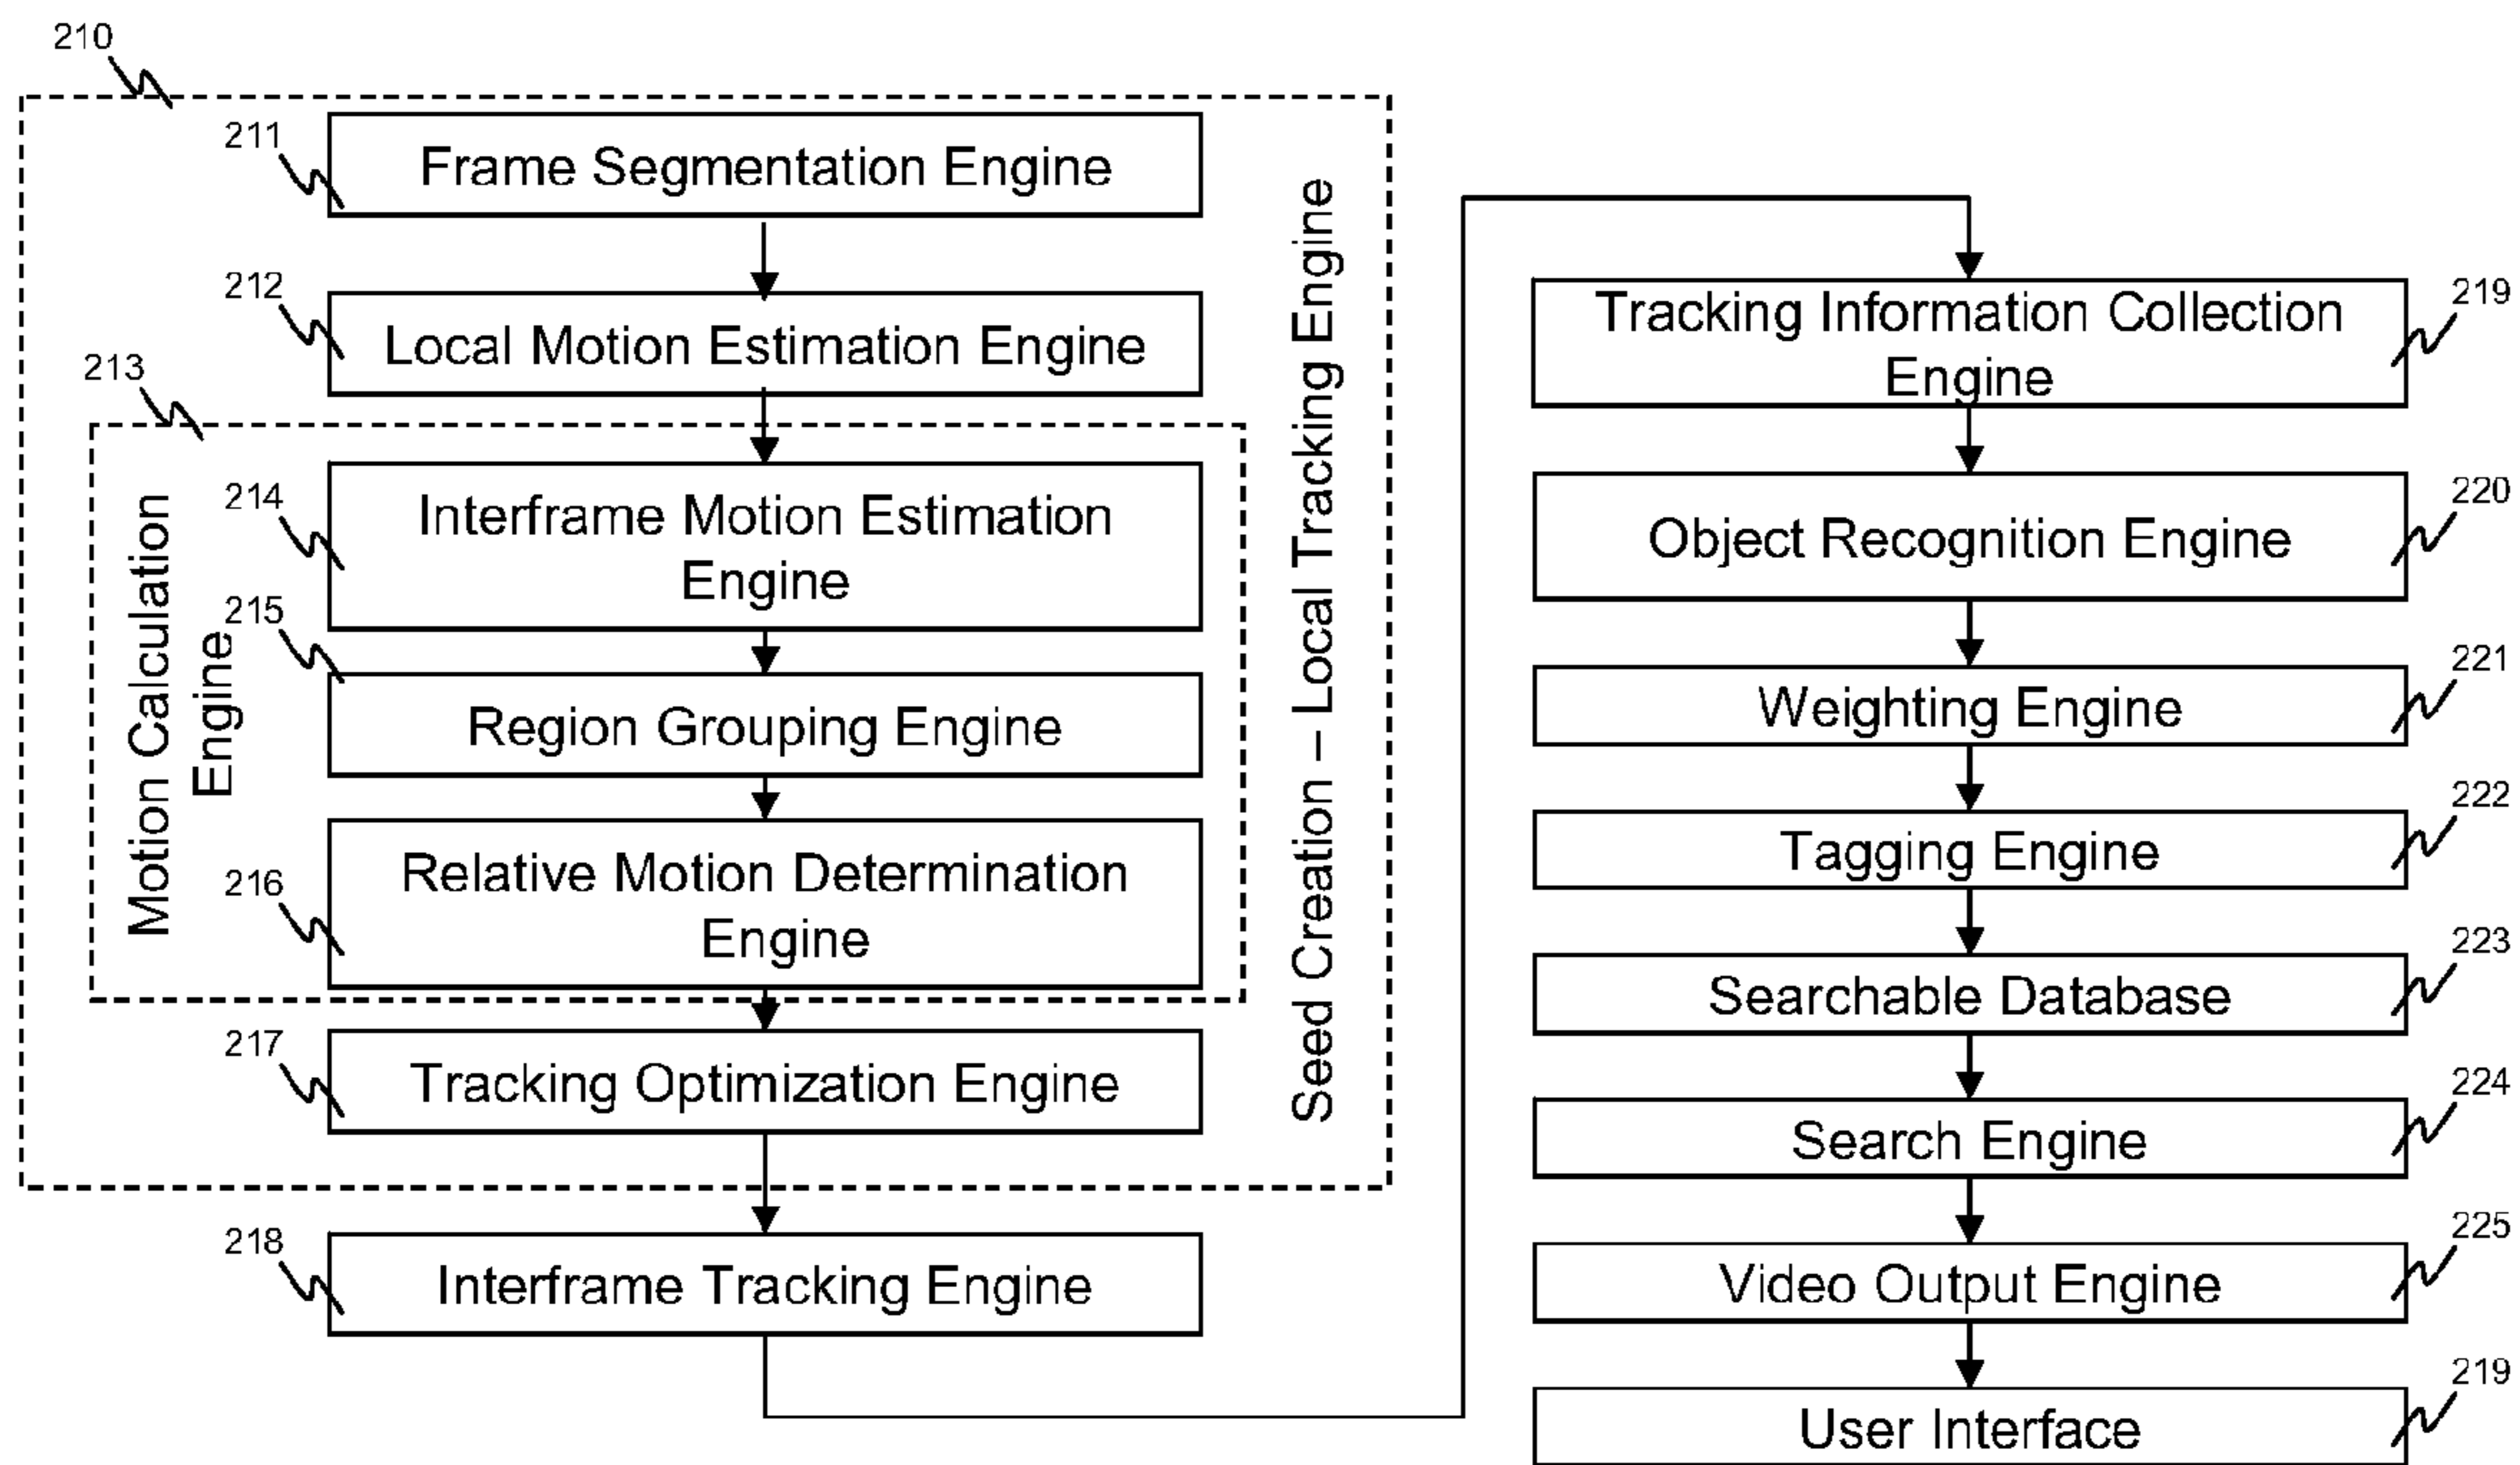 210
211
Frame Segmentation Engine
212
Local Motion Estimation Engine
213
Motion Calculation
Engine
214
Interframe Motion Estimation
Engine
215
Region Grouping Engine
216
Relative Motion Determination
Engine
217
Tracking Optimization Engine
Seed Creation – Local Tracking Engine
218
Interframe Tracking Engine
Tracking Information Collection
Engine
219
Object Recognition Engine
220
Weighting Engine
221
Tagging Engine
222
Searchable Database
223
Search Engine
224
Video Output Engine
225
User Interface
219